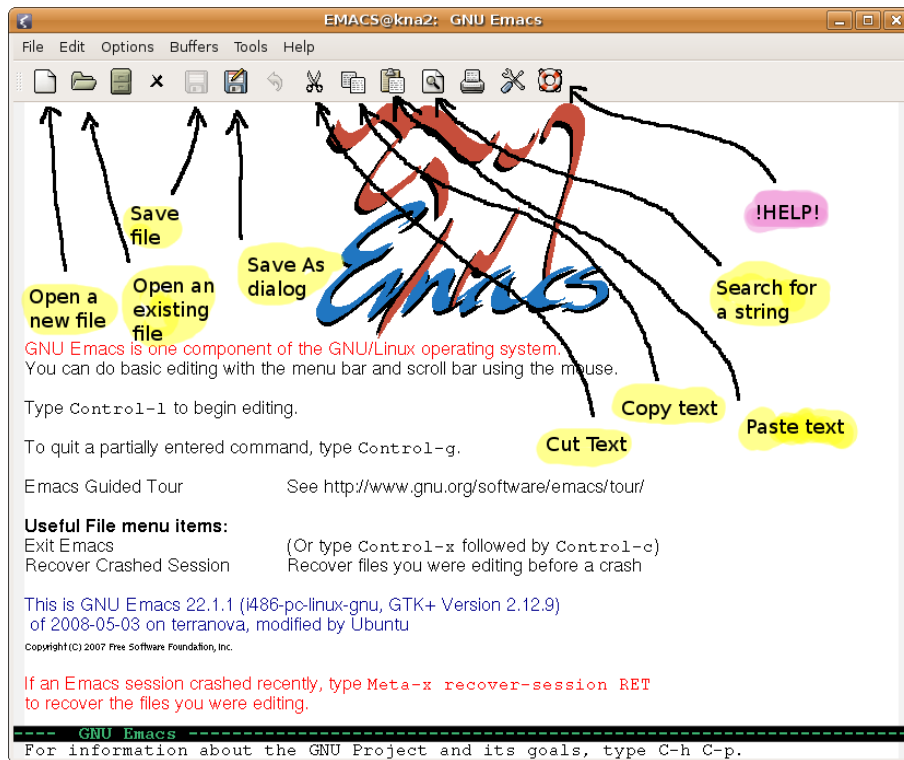 EMACS@kna2: GNU Emacs
File Edit Options Buffers Tools Help
!HELP!
Save
file
Save As
dialog
Open a
new file
Open an
existing
file
Search for
a string
Emacs
GNU Emacs is one component of the GNU/Linux operating system.
You can do basic editing with the menu bar and scroll bar using the mouse.
Copy text
Type Control-l to begin editing.
Paste text
Cut Text
To quit a partially entered command, type Control-g.
Emacs Guided Tour See http://www.gnu.org/software/emacs/tour/
Useful File menu items:
Exit Emacs (Or type Control-x followed by Control-c)
Recover Crashed Session Recover files you were editing before a crash
This is GNU Emacs 22.1.1 (i486-pc-linux-gnu, GTK+ Version 2.12.9)
of 2008-05-03 on terranova, modified by Ubuntu
Copyright (C) 2007 Free Software Foundation, Inc.
If an Emacs session crashed recently, type Meta-x recover-session RET
to recover the files you were editing.
---- GNU Emacs ----
For information about the GNU Project and its goals, type C-h C-p.